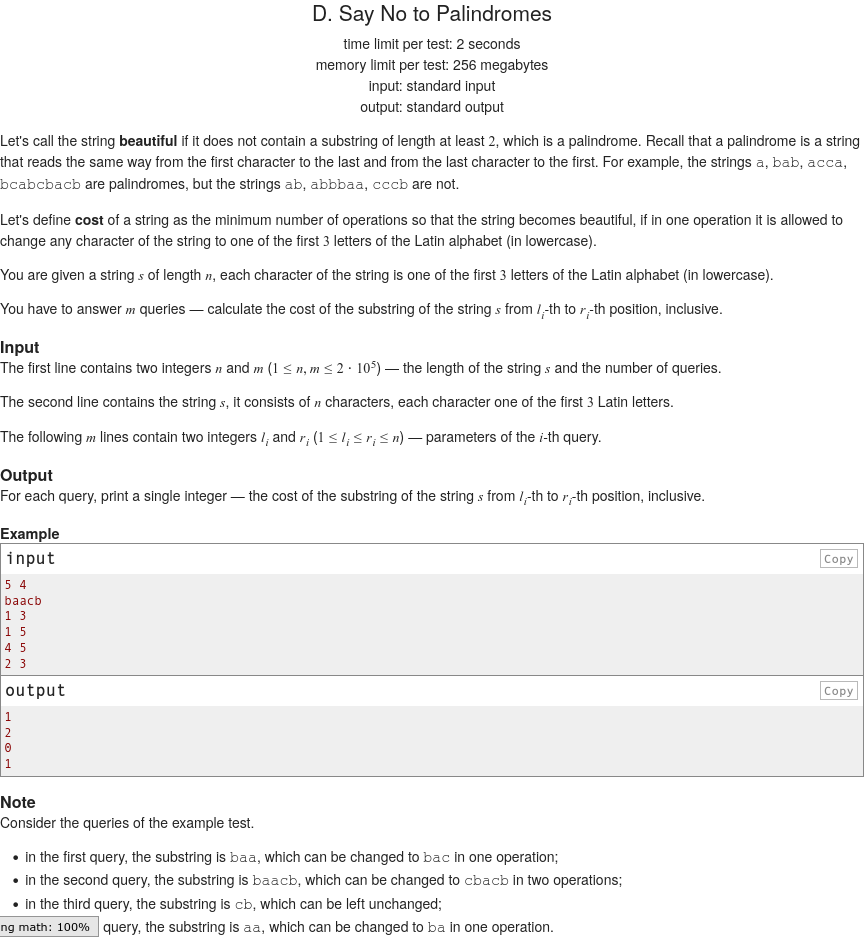 D. Say No to Palindromes
time limit per test: 2 seconds
memory limit per test: 256 megabytes
input: standard input
output: standard output
Let's call the string beautiful if it does not contain a substring of length at least 2, which is a palindrome. Recall that a palindrome is a string
that reads the same way from the first character to the last and from the last character to the first. For example, the strings a, bab, acca,
bcabcbacb are palindromes, but the strings ab, abbbaa, cccb are not.
Let's define cost of a string as the minimum number of operations so that the string becomes beautiful, if in one operation it is allowed to
change any character of the string to one of the first 3 letters of the Latin alphabet (in lowercase).
You are given a string s of length n, each character of the string is one of the first 3 letters of the Latin alphabet (in lowercase).
You have to answer m queries — calculate the cost of the substring of the string s from l_i-th to r_i-th position, inclusive.
Input
The first line contains two integers n and m (1 ≤ n, m ≤ 2 · 10^5) — the length of the string s and the number of queries.
The second line contains the string s, it consists of n characters, each character one of the first 3 Latin letters.
The following m lines contain two integers l_i and r_i (1 ≤ l_i ≤ r_i ≤ n) — parameters of the i-th query.
Output
For each query, print a single integer — the cost of the substring of the string s from l_i-th to r_i-th position, inclusive.
Example
input Copy
5 4
baacb
1 3
1 5
4 5
2 3
output Copy
1
2
0
1
Note
Consider the queries of the example test.
• in the first query, the substring is baa, which can be changed to bac in one operation;
• in the second query, the substring is baacb, which can be changed to cbacb in two operations;
• in the third query, the substring is cb, which can be left unchanged;
ng math: 100% query, the substring is aa, which can be changed to ba in one operation.